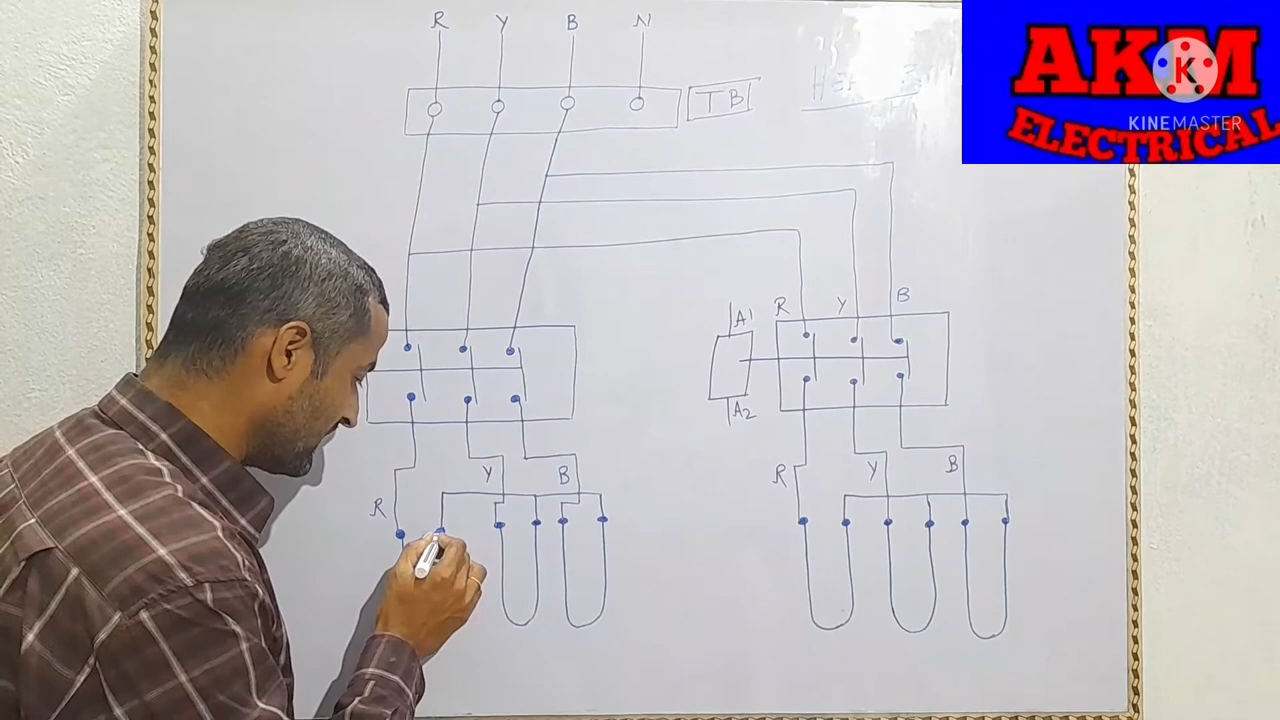 R Y B N
TB
AKM
ELECTRICAL
K
KINEMASTER
R Y B
A1
A2
R Y B
R Y B